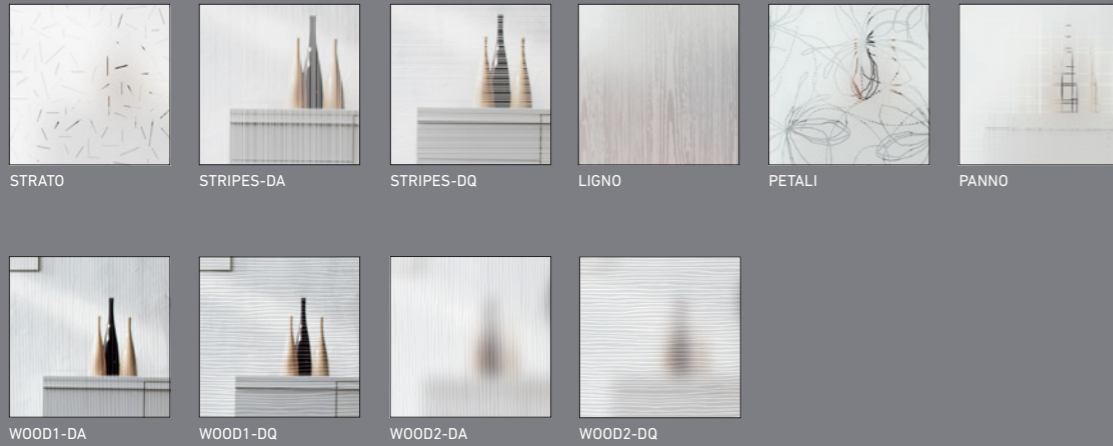 STRATO
STRIPES-DA
STRIPES-DQ
LIGNO
PETALI
PANNO
WOOD1-DA
WOOD1-DQ
WOOD2-DA
WOOD2-DQ